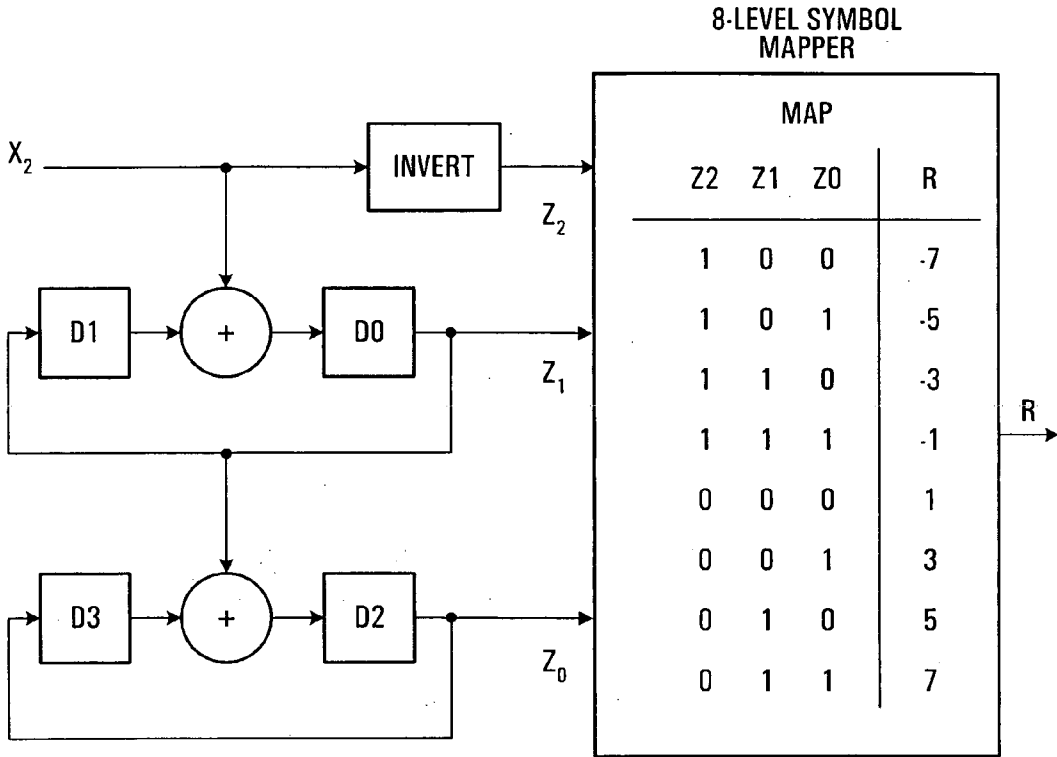 8-LEVEL SYMBOL
MAPPER
MAP
X2
INVERT
Z2
Z2 Z1 Z0 R
1 0 0 -7
1 0 1 -5
1 1 0 -3
1 1 1 -1
0 0 0 1
0 0 1 3
0 1 0 5
0 1 1 7
D1
+
D0
Z1
R
D3
+
D2
Z0